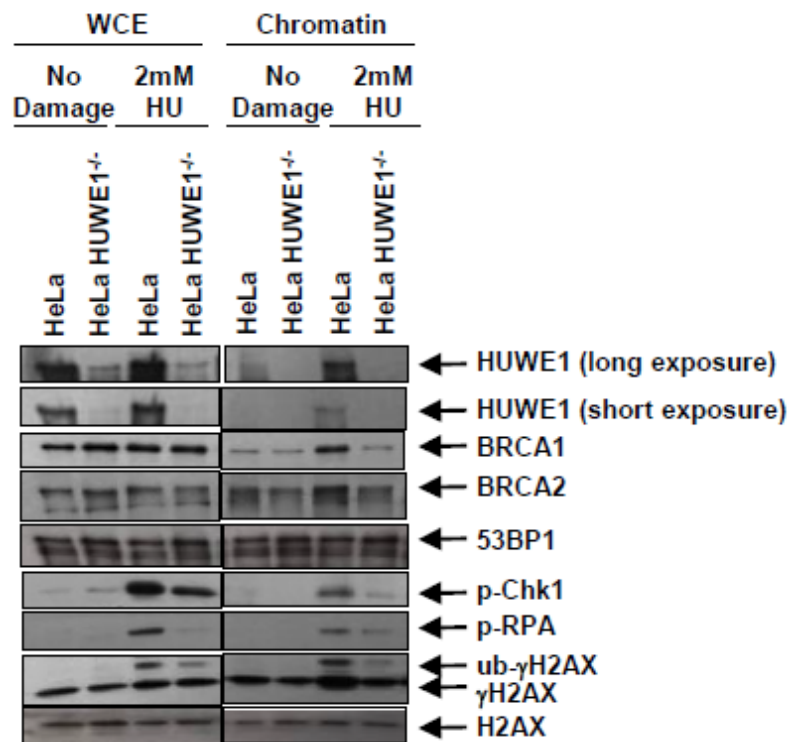 WCE Chromatin
No Damage 2mM HU No Damage 2mM HU
HeLa HeLa HUWE1-/- HeLa HeLa HUWE1-/- HeLa HeLa HUWE1-/- HeLa HeLa HUWE1-/-
HUWE1 (long exposure)
HUWE1 (short exposure)
BRCA1
BRCA2
53BP1
p-Chk1
p-RPA
ub-γH2AX
γH2AX
H2AX